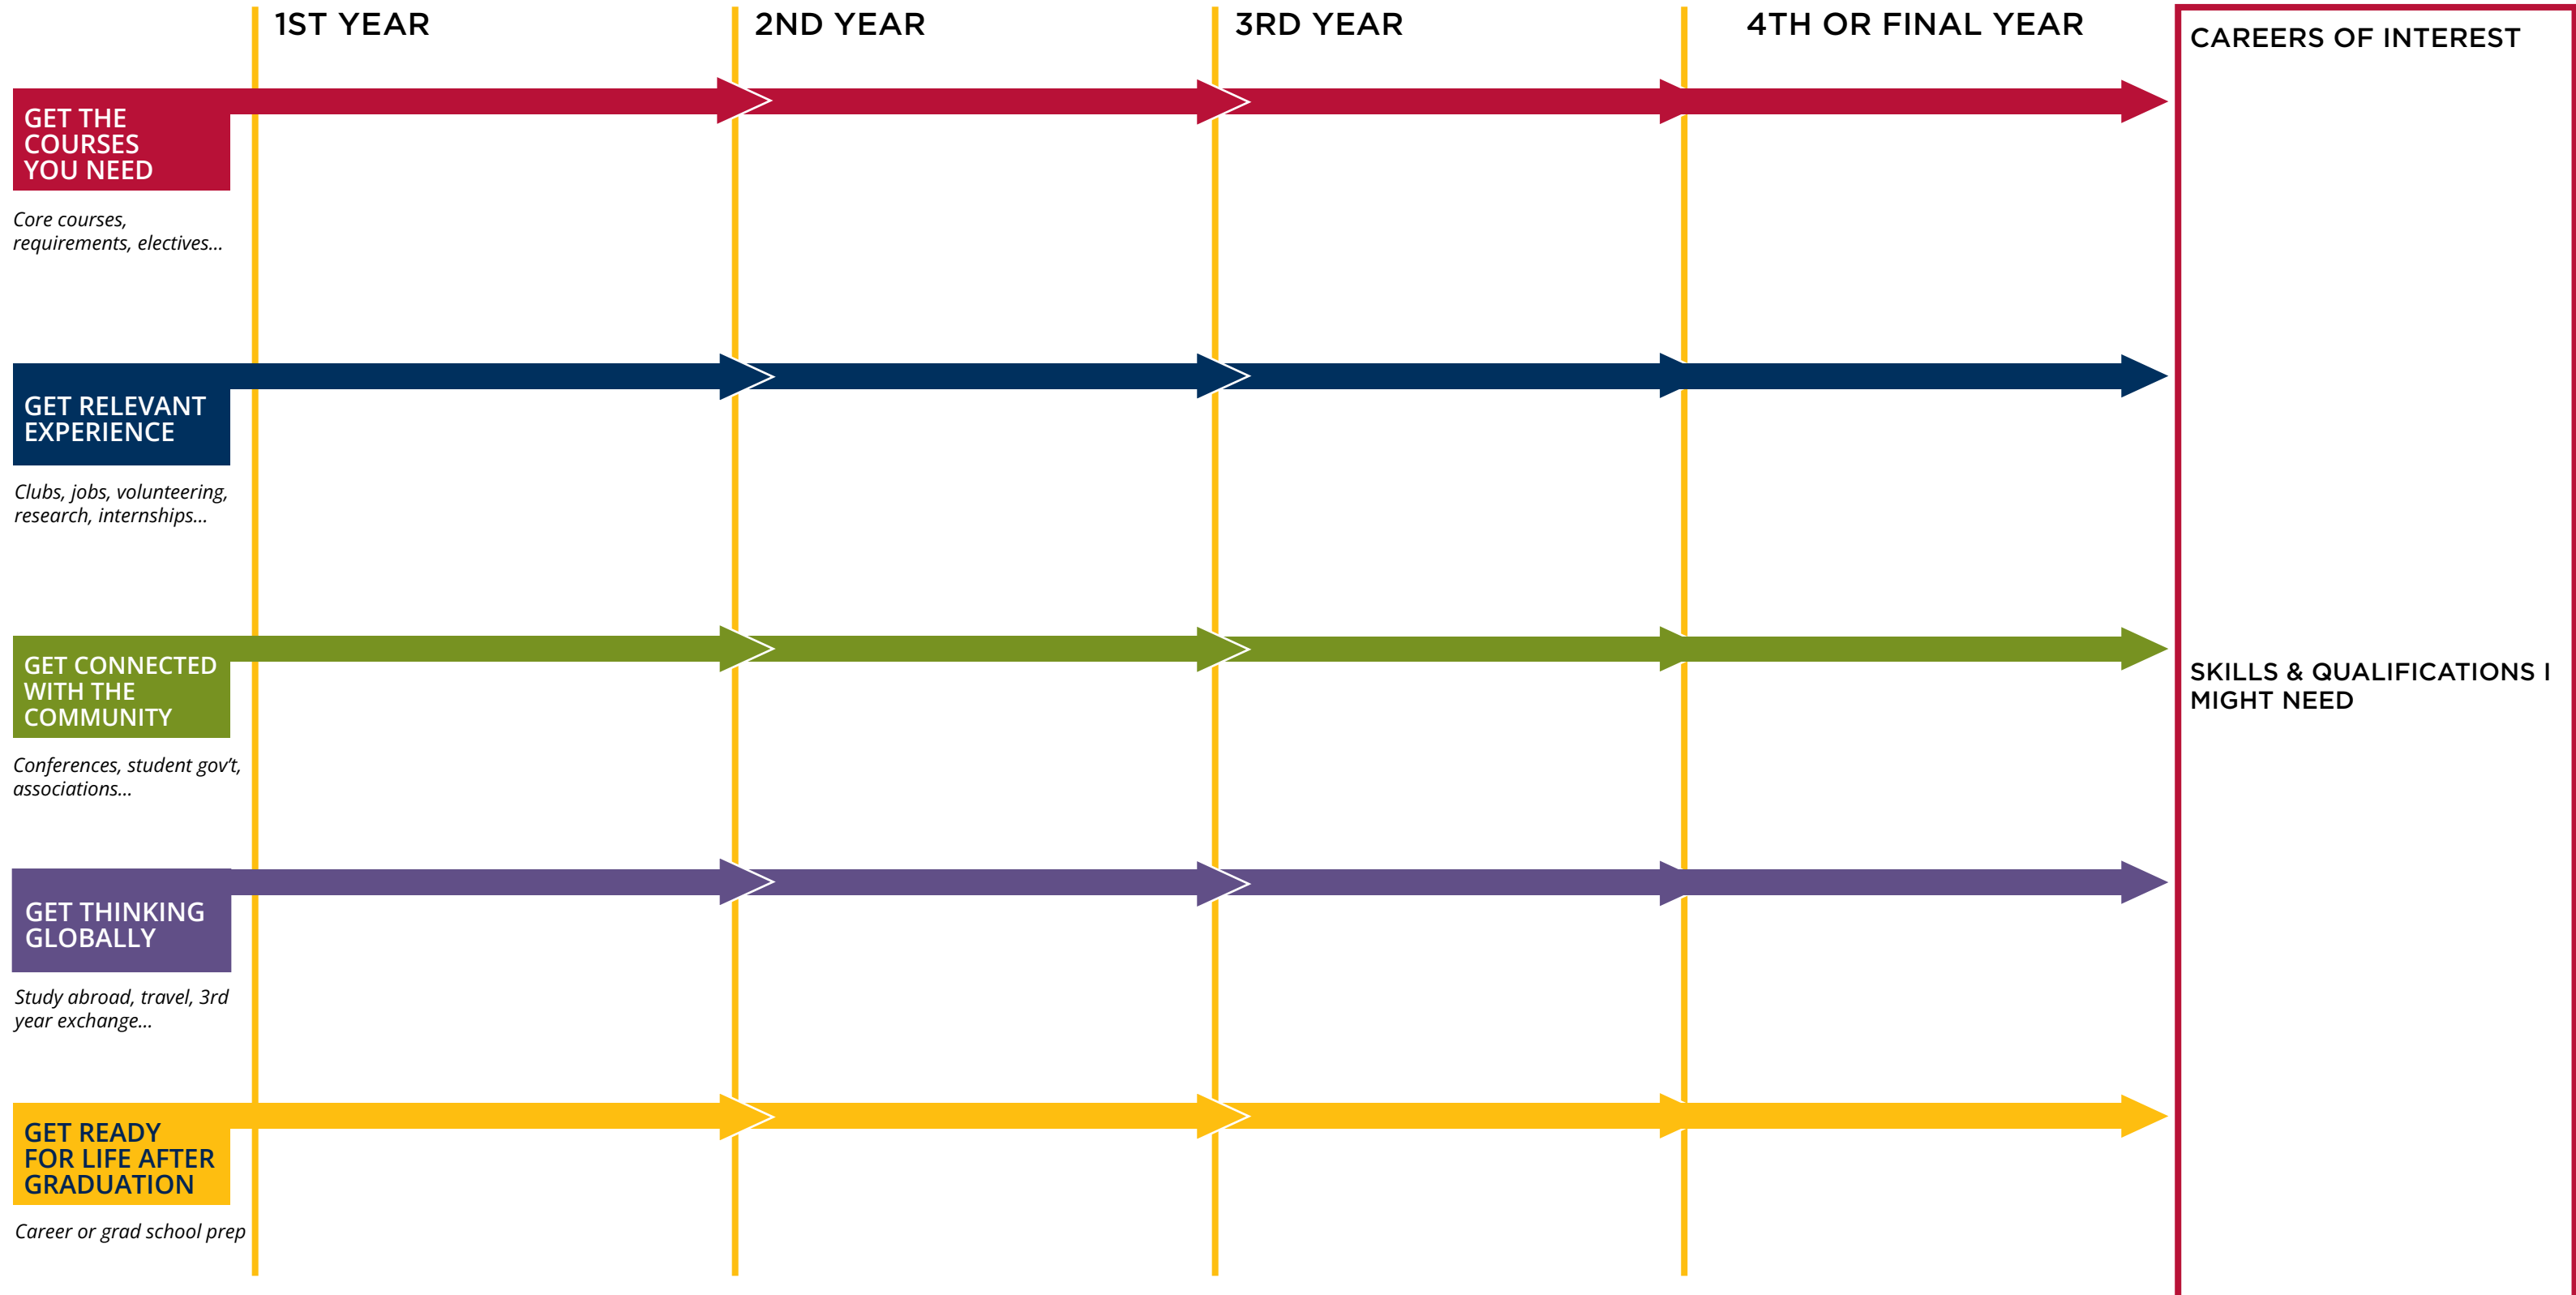 1ST YEAR
2ND YEAR
3RD YEAR
4TH OR FINAL YEAR
CAREERS OF INTEREST
GET THE
COURSES
YOU NEED
Core courses,
requirements, electives...
GET RELEVANT
EXPERIENCE
Clubs, jobs, volunteering,
research, internships...
GET CONNECTED
WITH THE
COMMUNITY
Conferences, student gov’t,
associations...
SKILLS & QUALIFICATIONS I
MIGHT NEED
GET THINKING
GLOBALLY
Study abroad, travel, 3rd
year exchange...
GET READY
FOR LIFE AFTER
GRADUATION
Career or grad school prep